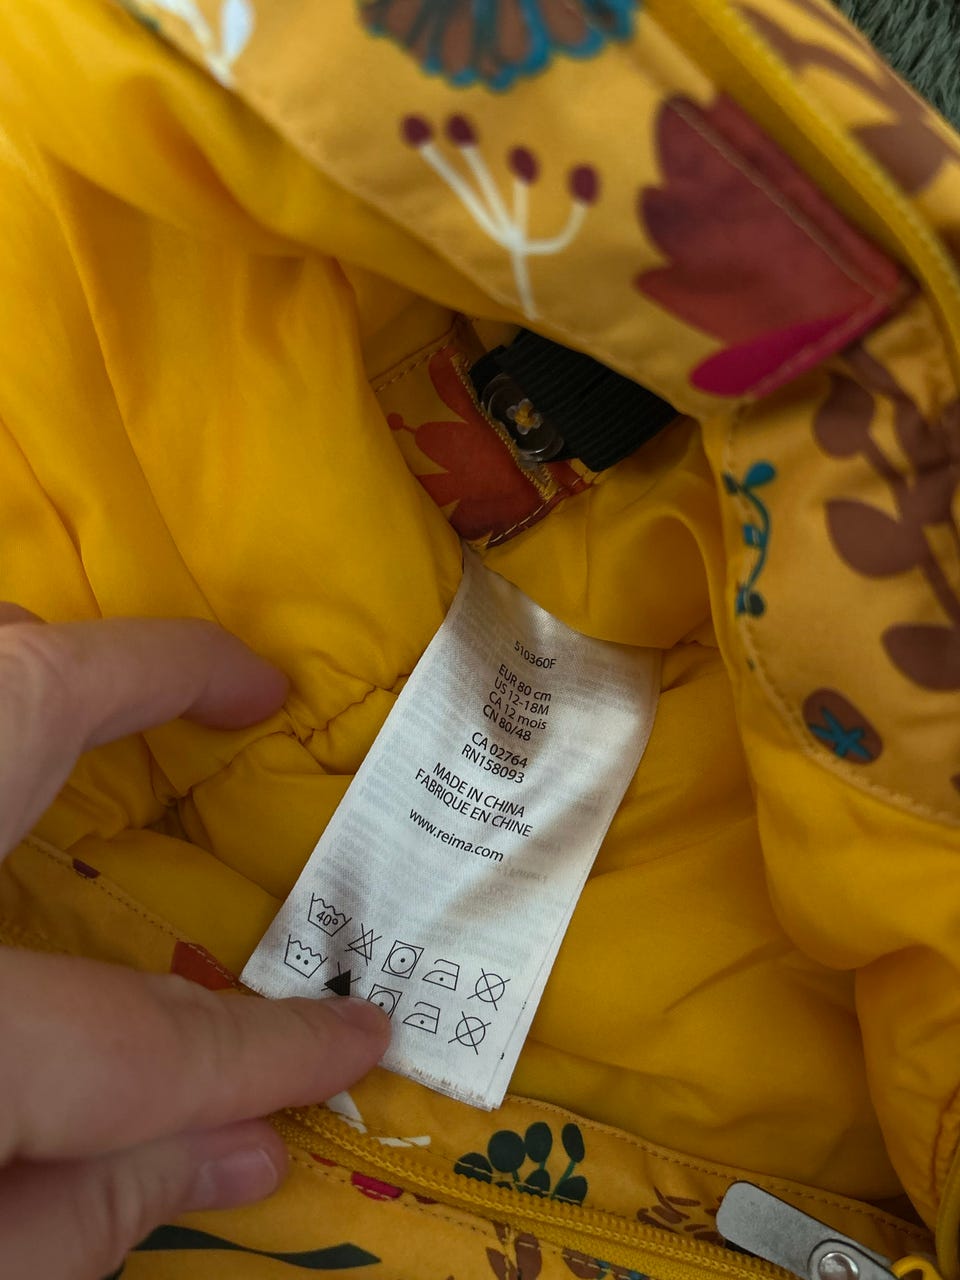 510360F
EUR 80 cm
US 12-18M
CA 12 mois
CN 80/48
CA 02764
RN158093
MADE IN CHINA
FABRIQUE EN CHINE
www.reima.com
40°